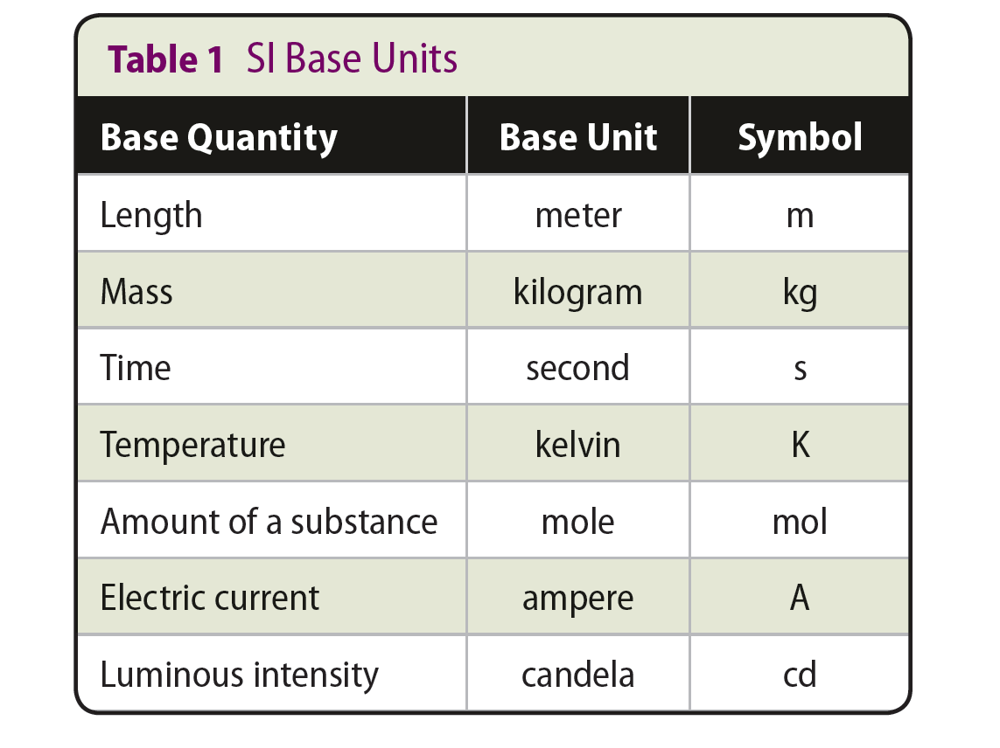 Table 1 SI Base Units
Base Quantity Base Unit Symbol
Length meter m
Mass kilogram kg
Time second s
Temperature kelvin K
Amount of a substance mole mol
Electric current ampere A
Luminous intensity candela cd